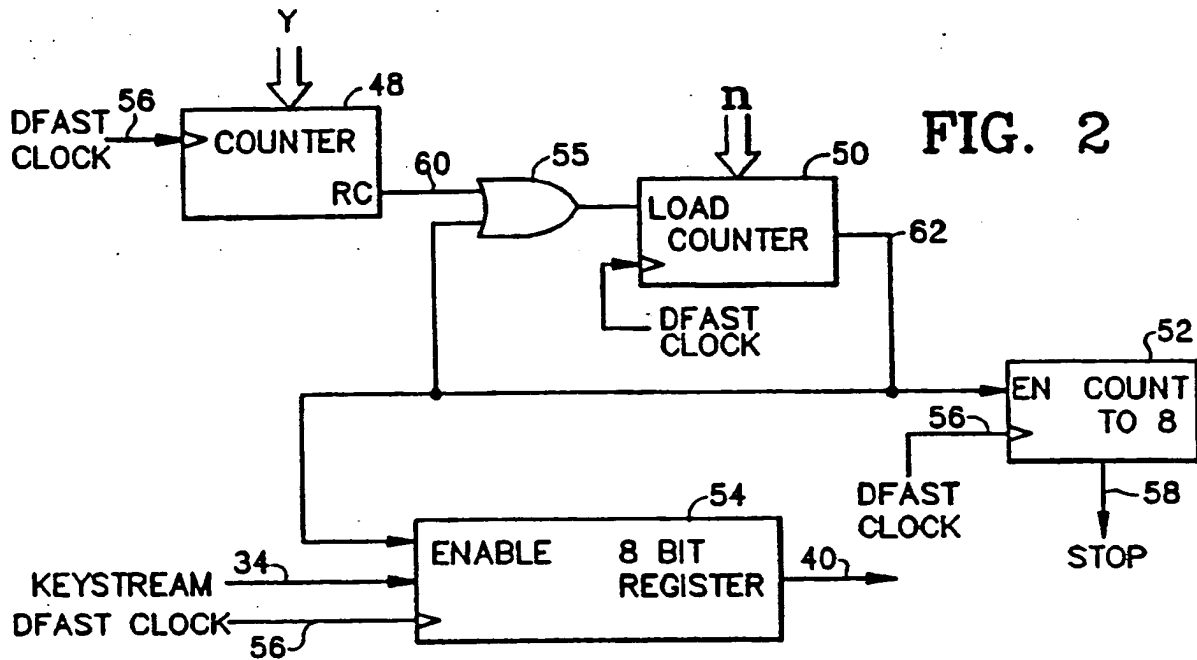 Y
DFAST
CLOCK
56
48
COUNTER
RC
60
55
n
50
LOAD
COUNTER
62
FIG. 2
DFAST
CLOCK
52
EN COUNT
TO 8
56
DFAST
CLOCK
58
STOP
54
ENABLE 8 BIT
REGISTER
KEYSTREAM
34
40
DFAST CLOCK
56